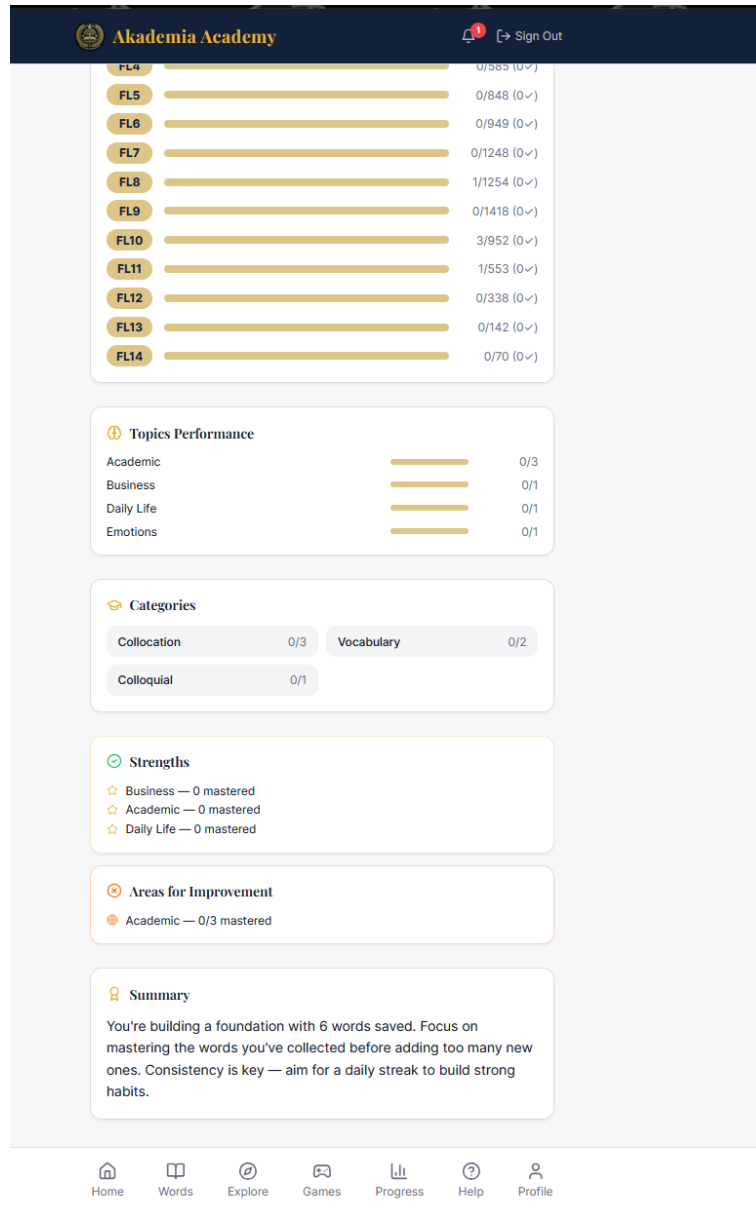 Akademia Academy
1
Sign Out
FL4 0/585 (0✓)
FL5 0/848 (0✓)
FL6 0/949 (0✓)
FL7 0/1248 (0✓)
FL8 1/1254 (0✓)
FL9 0/1418 (0✓)
FL10 3/952 (0✓)
FL11 1/553 (0✓)
FL12 0/338 (0✓)
FL13 0/142 (0✓)
FL14 0/70 (0✓)
Topics Performance
Academic 0/3
Business 0/1
Daily Life 0/1
Emotions 0/1
Categories
Collocation 0/3 Vocabulary 0/2
Colloquial 0/1
Strengths
Business — 0 mastered
Academic — 0 mastered
Daily Life — 0 mastered
Areas for Improvement
Academic — 0/3 mastered
Summary
You're building a foundation with 6 words saved. Focus on
mastering the words you've collected before adding too many new
ones. Consistency is key — aim for a daily streak to build strong
habits.
Home Words Explore Games Progress Help Profile